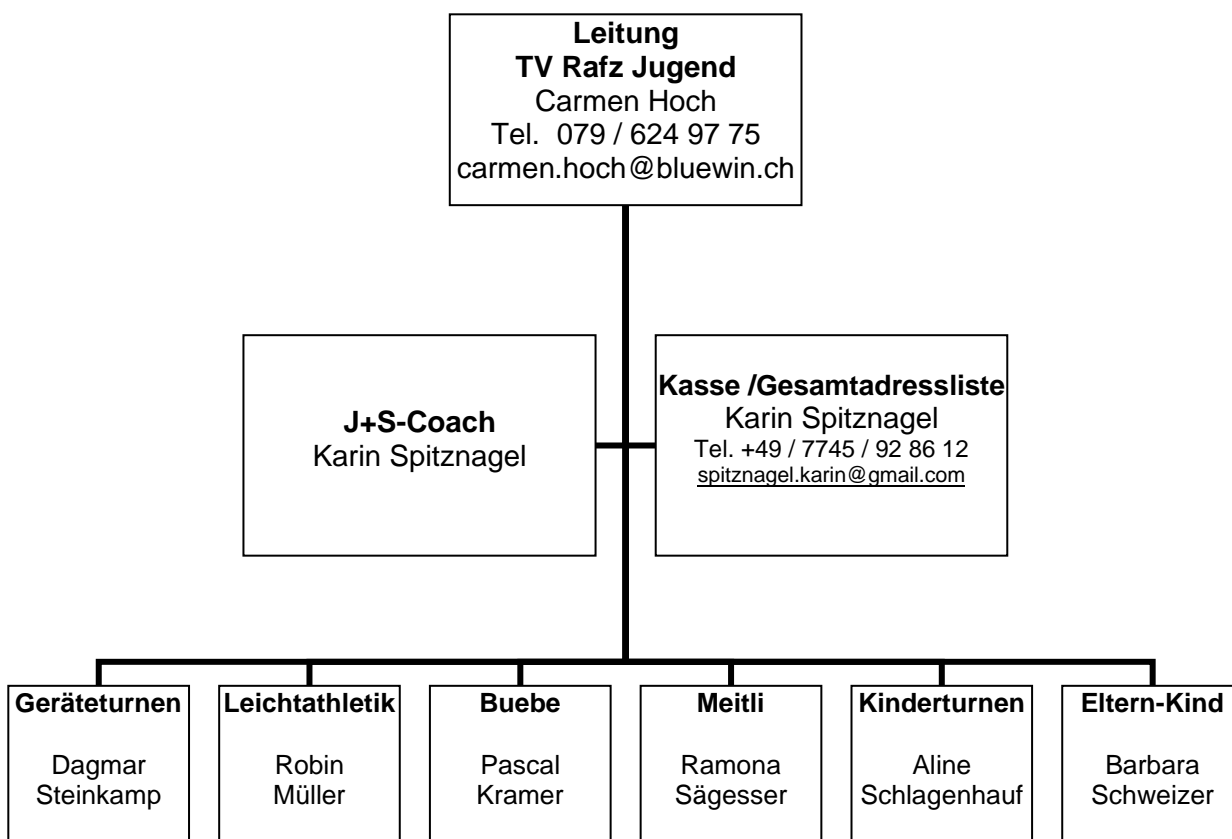 Leitung
TV Rafz Jugend
Carmen Hoch
Tel.  079 / 624 97 75
carmen.hoch@bluewin.ch
J+S-Coach
Karin Spitznagel
Kasse /Gesamtadressliste
Karin Spitznagel
Tel. +49 / 7745 / 92 86 12
spitznagel.karin@gmail.com
Geräteturnen
Dagmar
Steinkamp
Leichtathletik
Robin
Müller
Buebe
Pascal
Kramer
Meitli
Ramona
Sägesser
Kinderturnen
Aline
Schlagenhauf
Eltern-Kind
Barbara
Schweizer